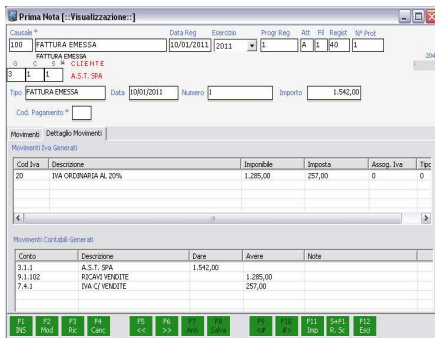 Prima Nota [::Visualizzazione::]
Causale * Data Reg Esercizio Progr Reg Att Fil Regist N° Prot
100 FATTURA EMESSA 10/01/2011 2011 1 A 1 40 1
FATTURA EMESSA 204
G C S CLIENTE
3 1 1 A.S.T. SPA
Tipo FATTURA EMESSA Data 10/01/2011 Numero 1 Importo 1.542,00
Cod. Pagamento *
Movimenti Dettaglio Movimenti
Movimenti Iva Generati
Cod Iva Descrizione Imponibile Imposta Assog. Iva Tipo
20 IVA ORDINARIA AL 20% 1.285,00 257,00 0 0
Movimenti Contabili Generati
Conto Descrizione Dare Avere Note
3.1.1 A.S.T. SPA 1.542,00
9.1.102 RICAVI VENDITE 1.285,00
7.4.1 IVA C/ VENDITE 257,00
F1 F2 F3 F4 F5 F6 F7 F8 F9 F10 F11 S+F1 F12
INS Mod Ric Canc << >> Ann Salva <# #> Imp R. Sc Esci